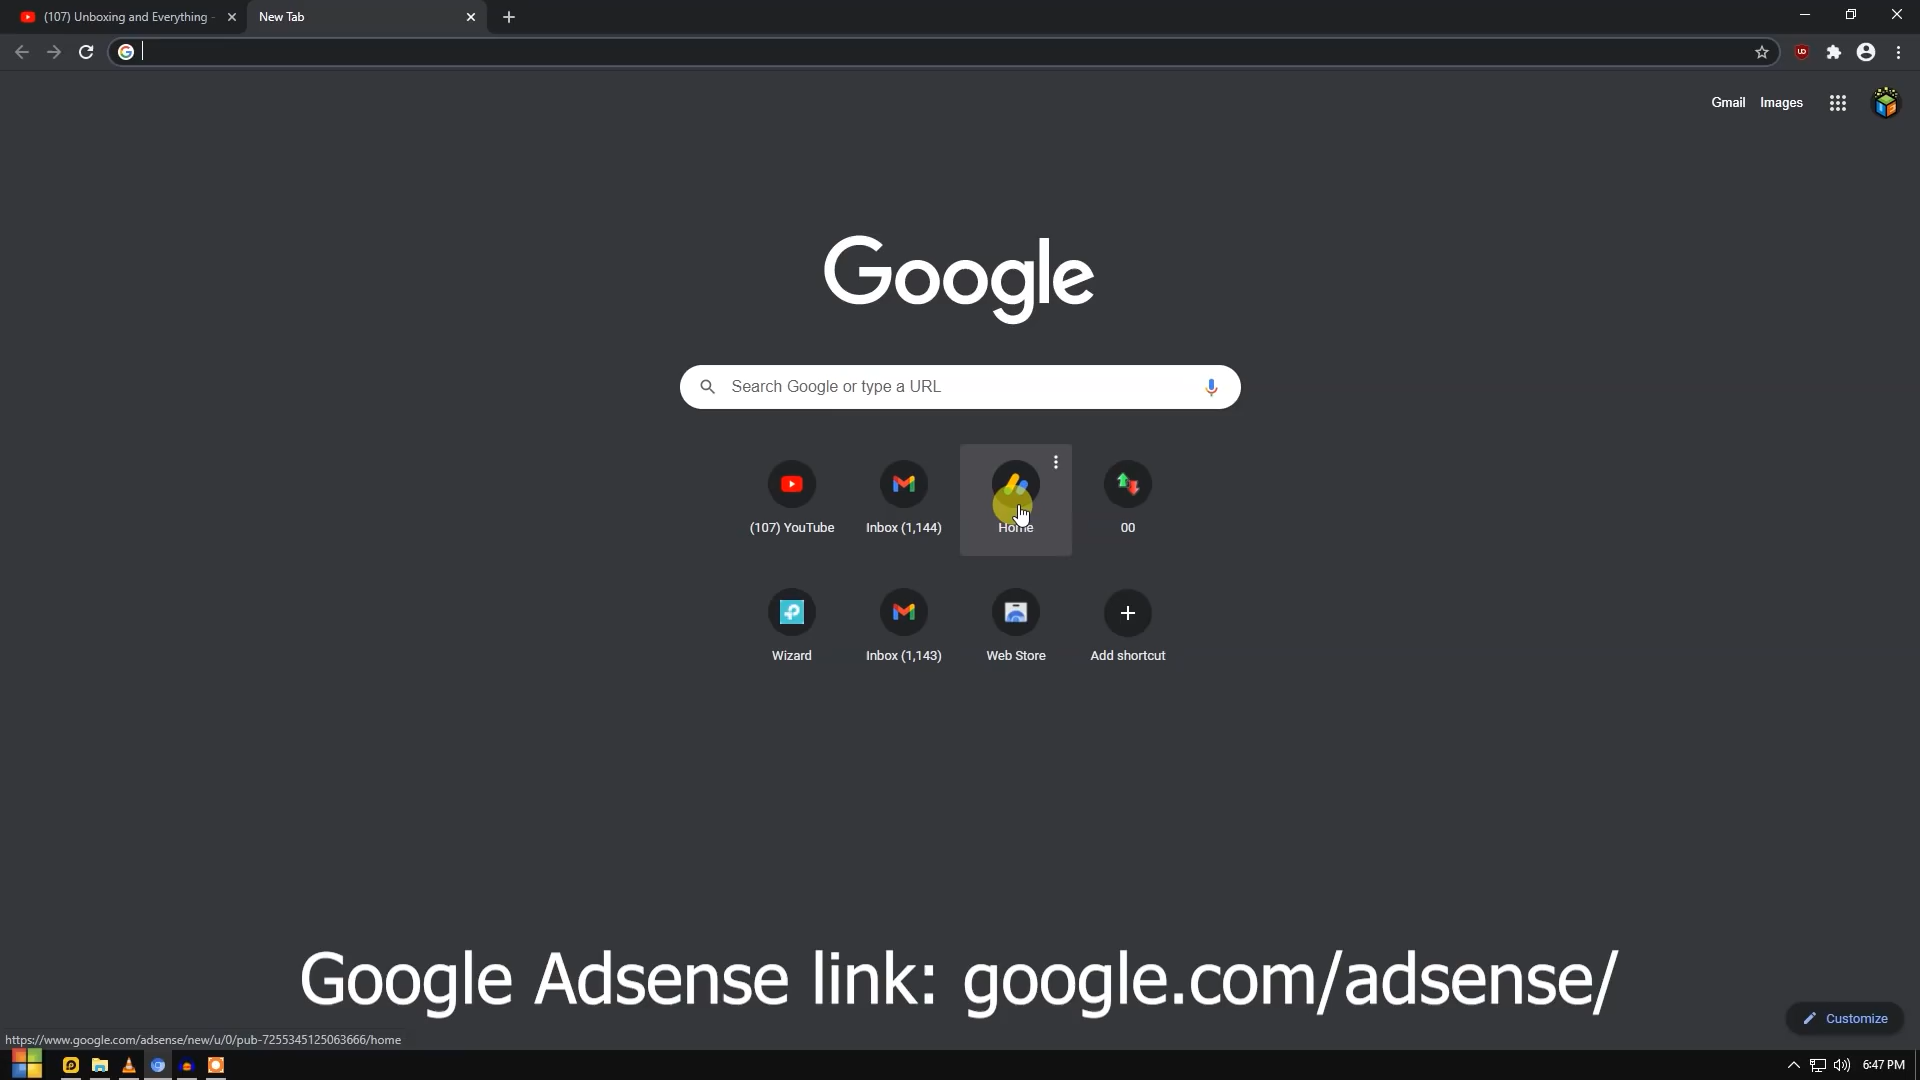 (107) Unboxing and Everything -
New Tab
Gmail Images
Google
Search Google or type a URL
(107) YouTube
Inbox (1,144)
Home
00
Wizard
Inbox (1,143)
Web Store
Add shortcut
Google Adsense link: google.com/adsense/
Customize
https://www.google.com/adsense/new/u/0/pub-7255345125063666/home
6:47 PM